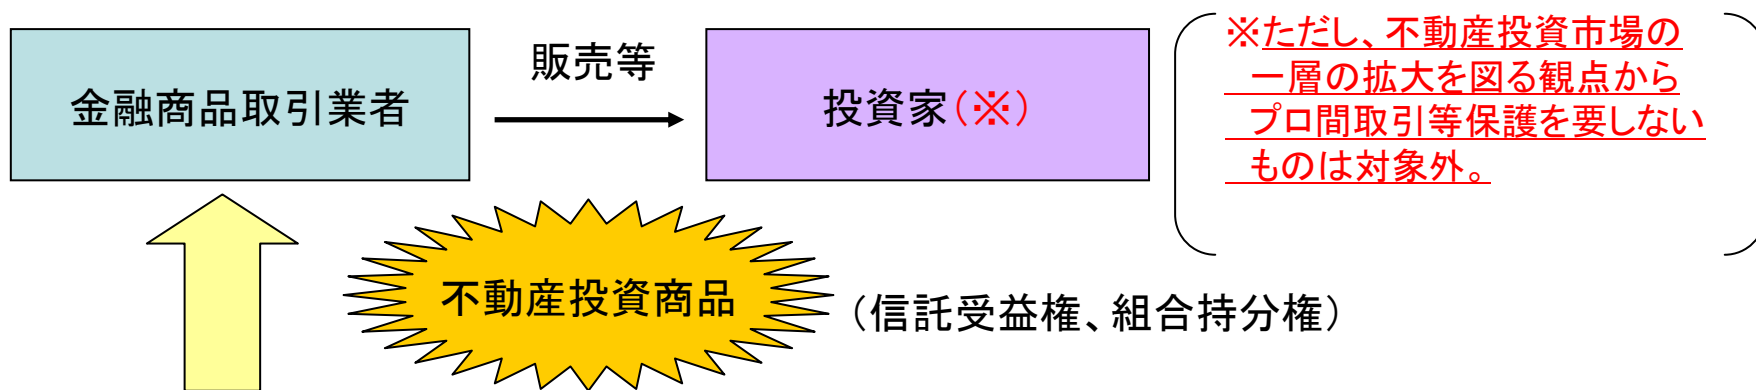 金融商品取引業者
販売等
投資家(※)
※ただし、不動産投資市場の
一層の拡大を図る観点から
プロ間取引等保護を要しない
ものは対象外。
不動産投資商品
(信託受益権、組合持分権)